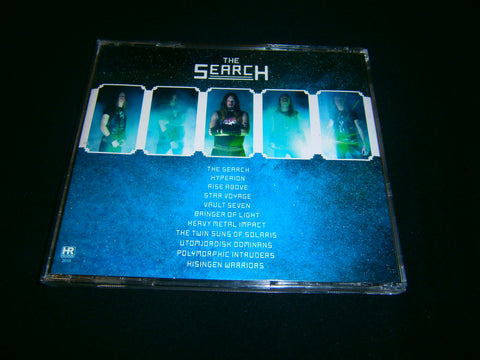 THE
SEARCH
THE SEARCH
HYPERION
RISE ABOVE
STAR VOYAGE
VAULT SEVEN
BRINGER OF LIGHT
HEAVY METAL IMPACT
THE TWIN SUNS OF SOLARIS
UTOMJORDISK DOMINANS
POLYMORPHIC INTRUDERS
HISINGEN WARRIORS
HR